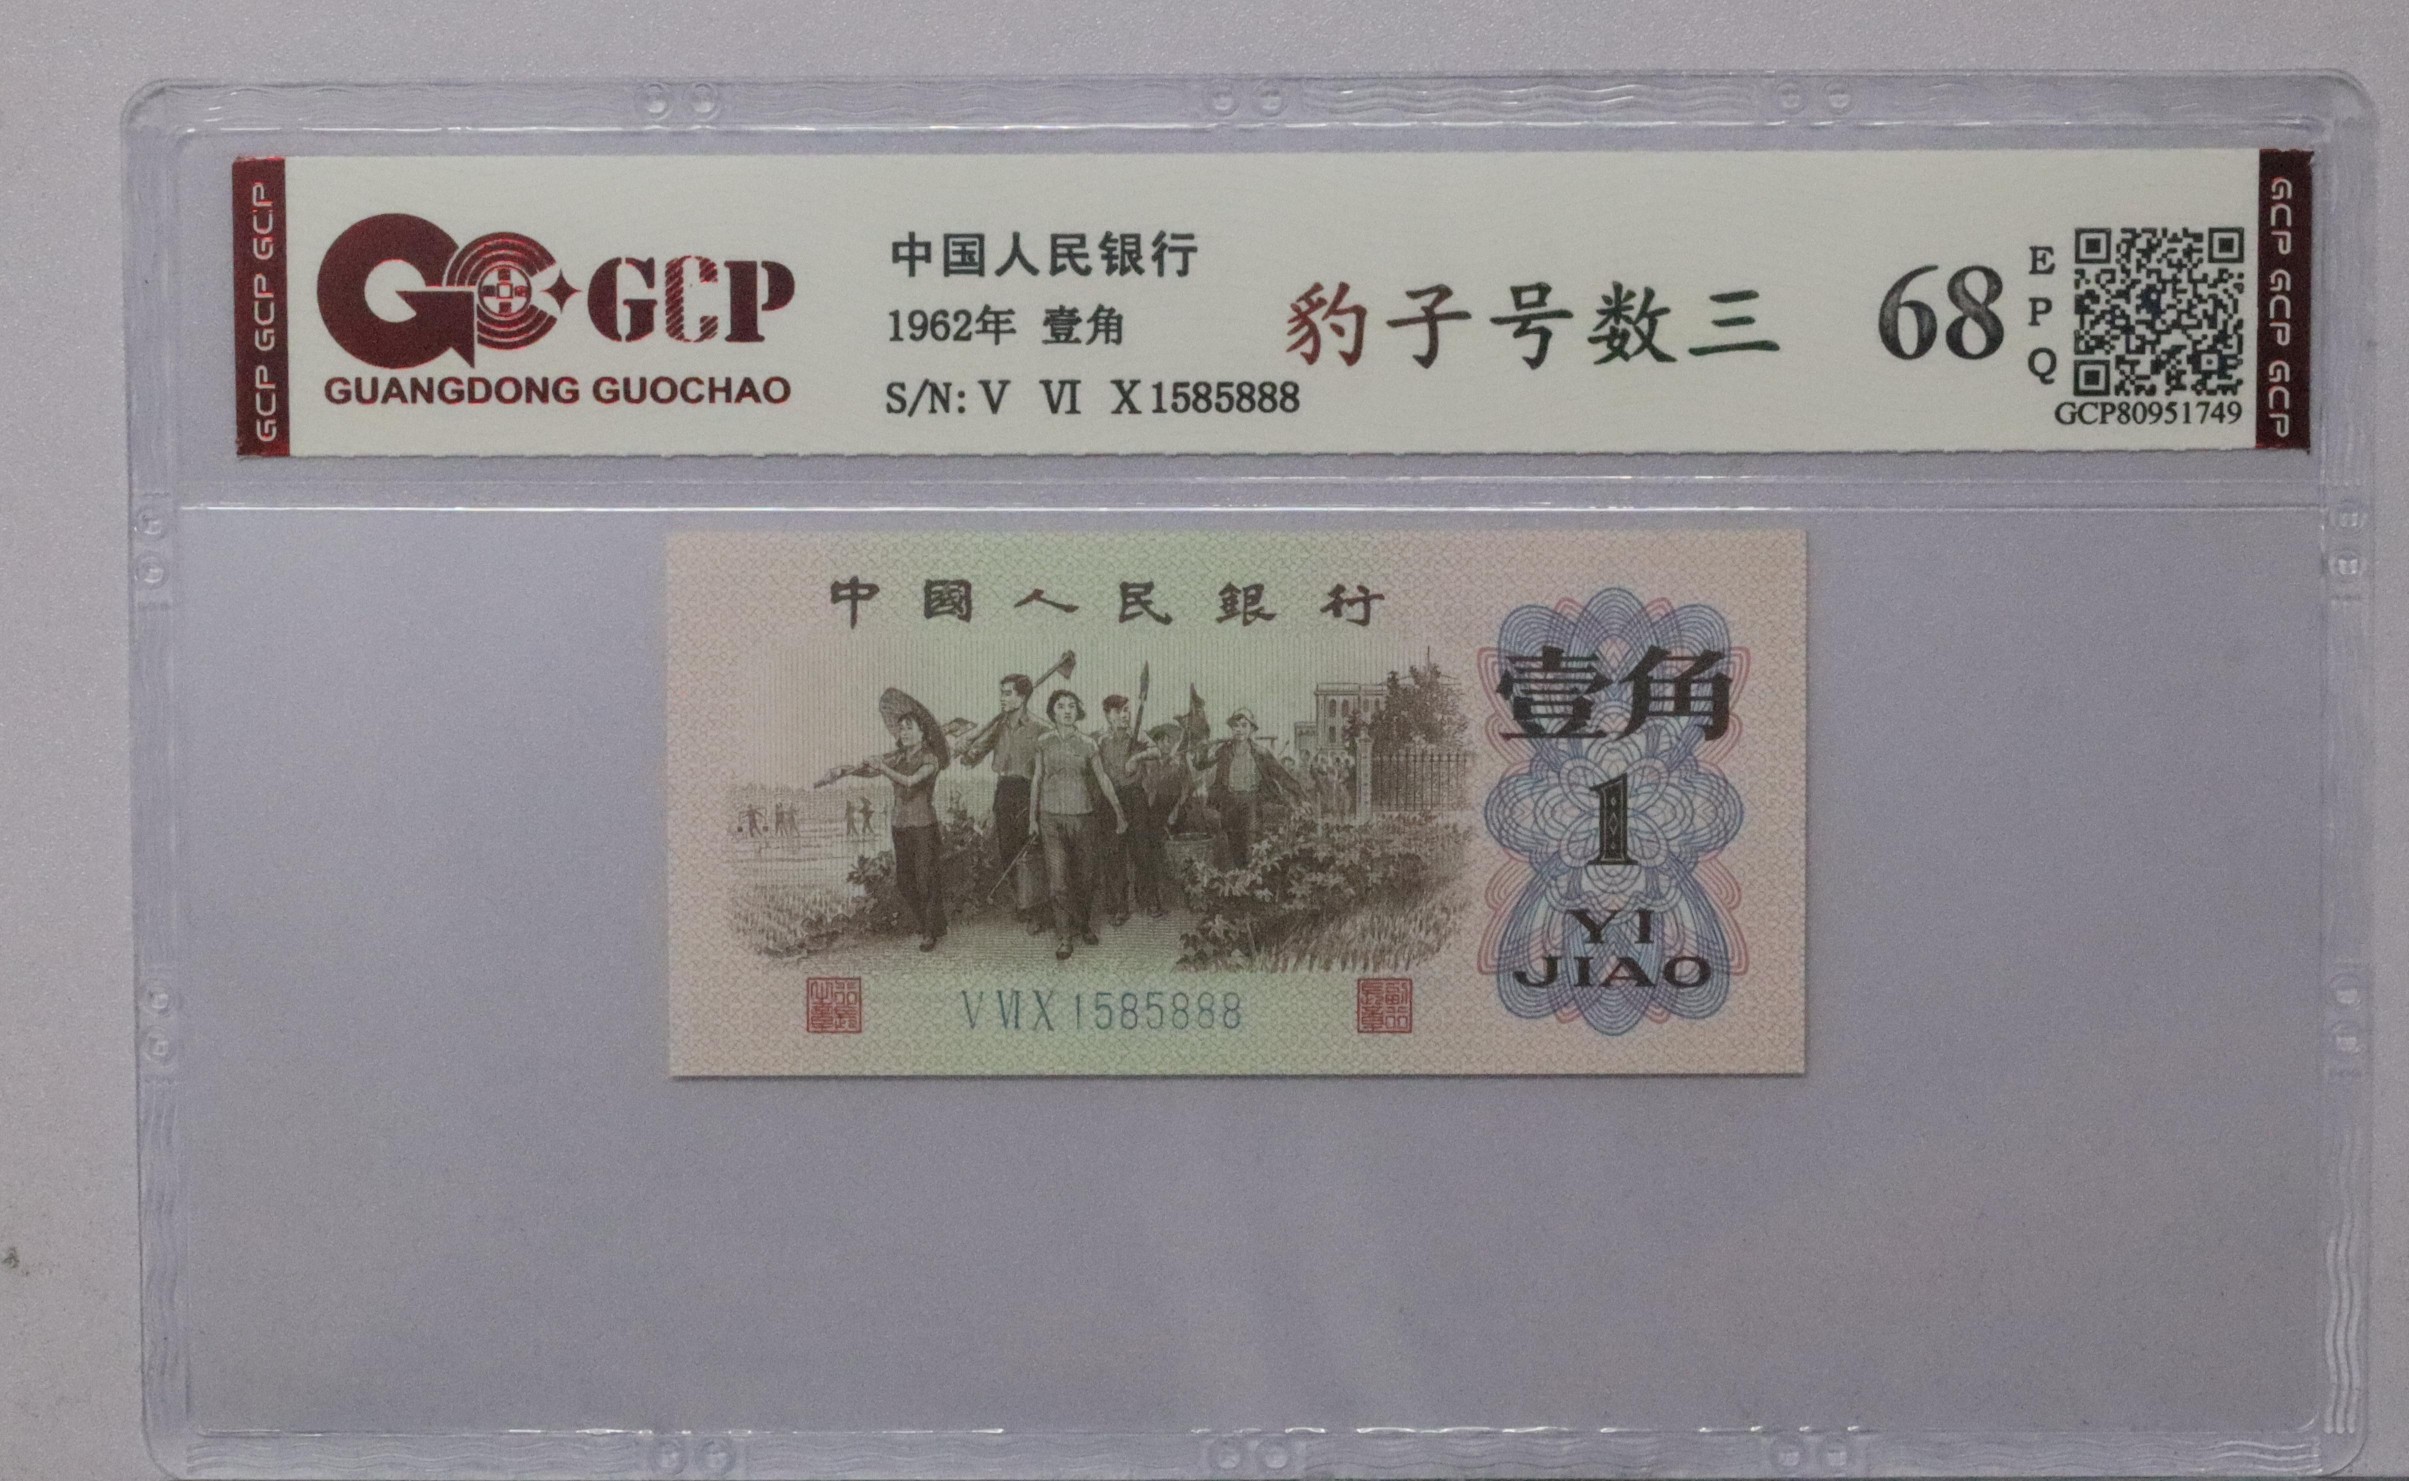 GCP GCP GCP
GCP
GUANGDONG GUOCHAO
中国人民银行
1962年 壹角
S/N: V VI X 1585888
豹子号数三
68
E
P
Q
GCP80951749
GCP GCP GCP
中國人民銀行
壹角
1
YI
JIAO
V VI X 1585888